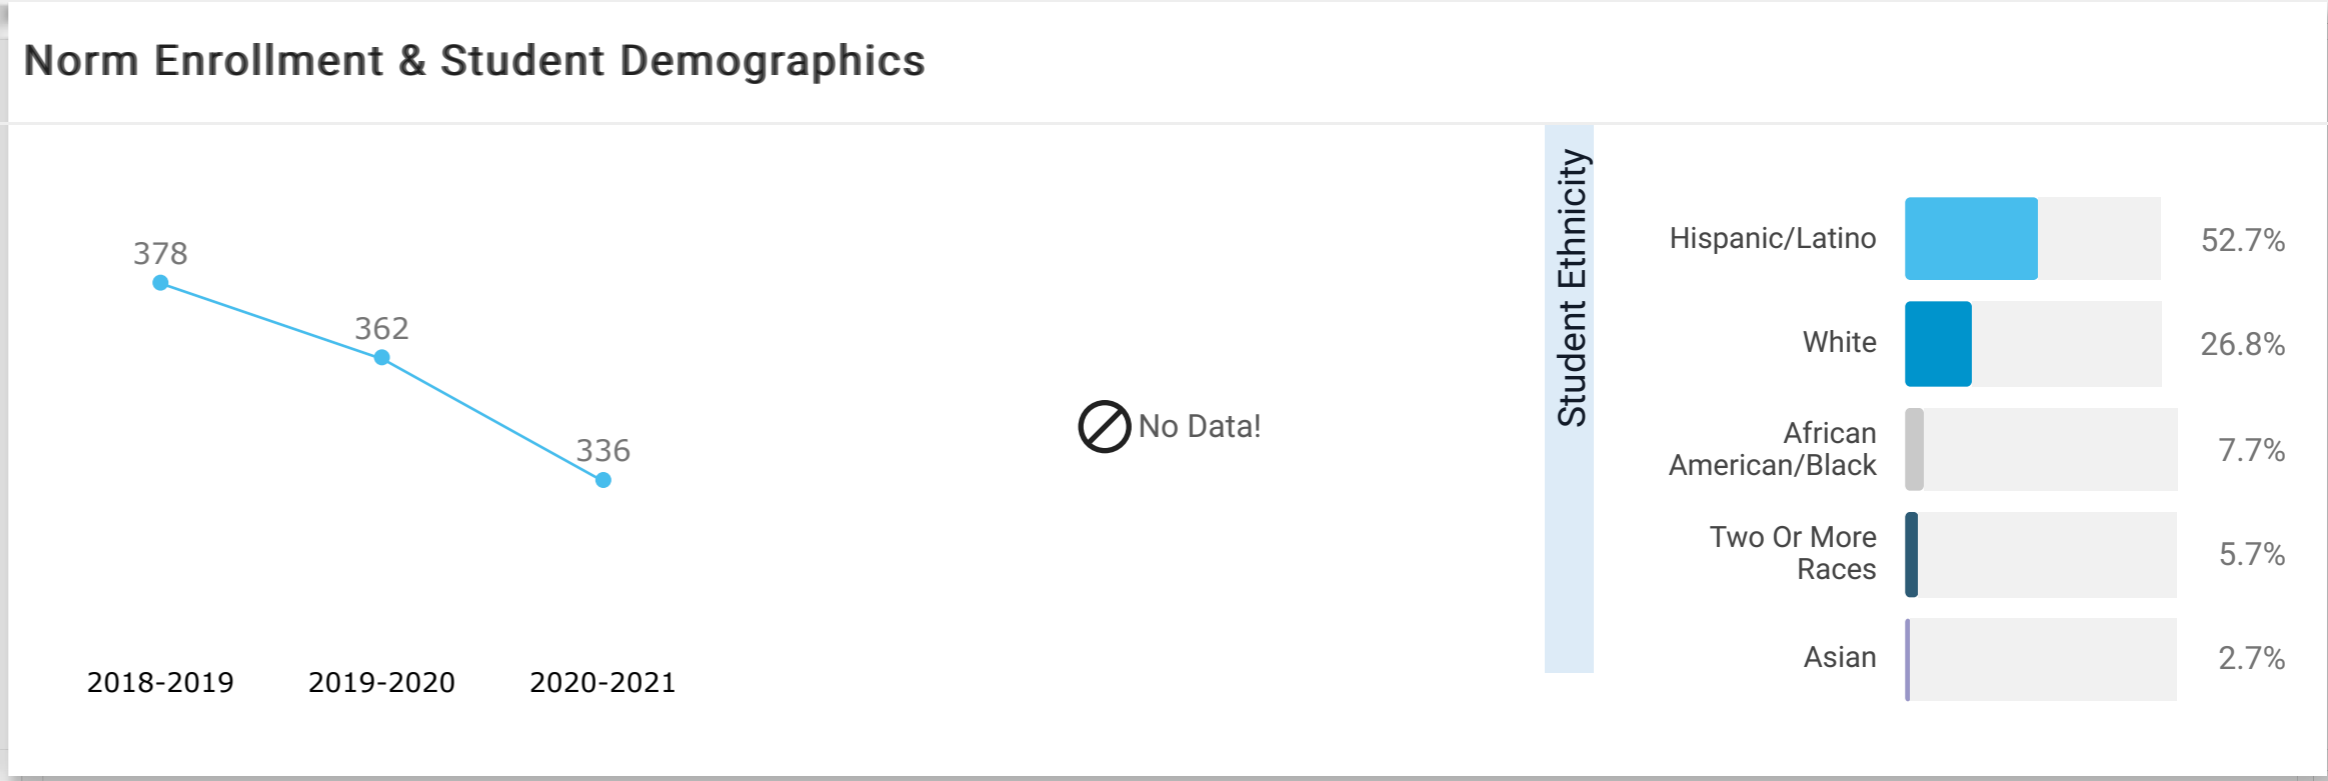 Norm Enrollment & Student Demographics
378
362
336
2018-2019
2019-2020
2020-2021
No Data!
Student Ethnicity
Hispanic/Latino
52.7%
White
26.8%
African
American/Black
7.7%
Two Or More
Races
5.7%
Asian
2.7%